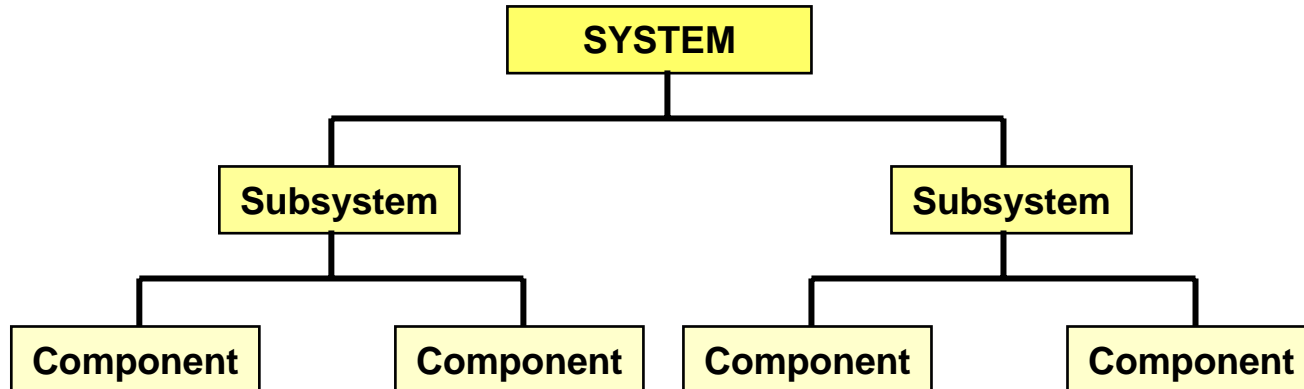 SYSTEM
Subsystem
Subsystem
Component
Component
Component
Component